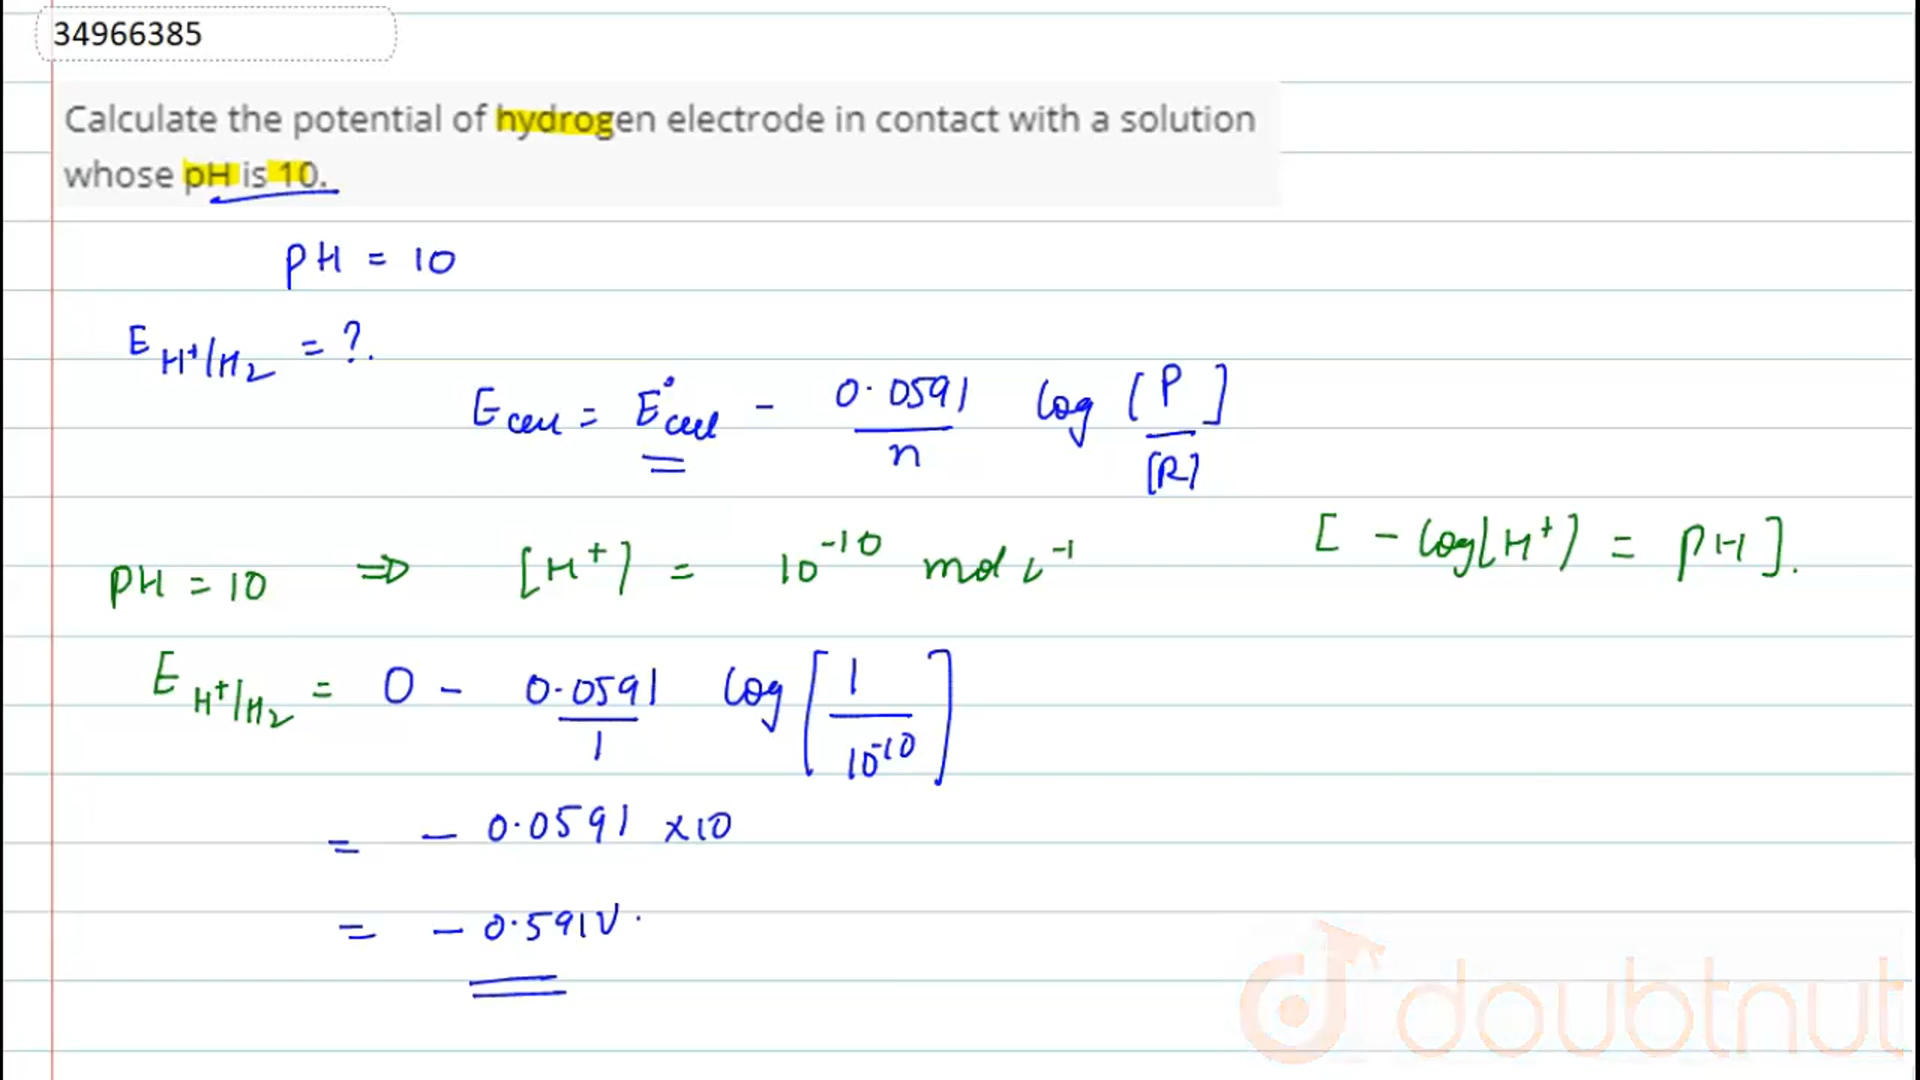 34966385
Calculate the potential of hydrogen electrode in contact with a solution
whose pH is 10.
pH = 10
E H⁺/H₂ = ?.
Ecell = E°cell - 0.0591/n log [P]/[R]
pH = 10 ⇒ [H⁺] = 10⁻¹⁰ mol L⁻¹ [ - log[H⁺] = pH ].
E H⁺/H₂ = 0 - 0.0591/1 log [1/10⁻¹⁰]
= - 0.0591 × 10
= - 0.591V.
doubtnut